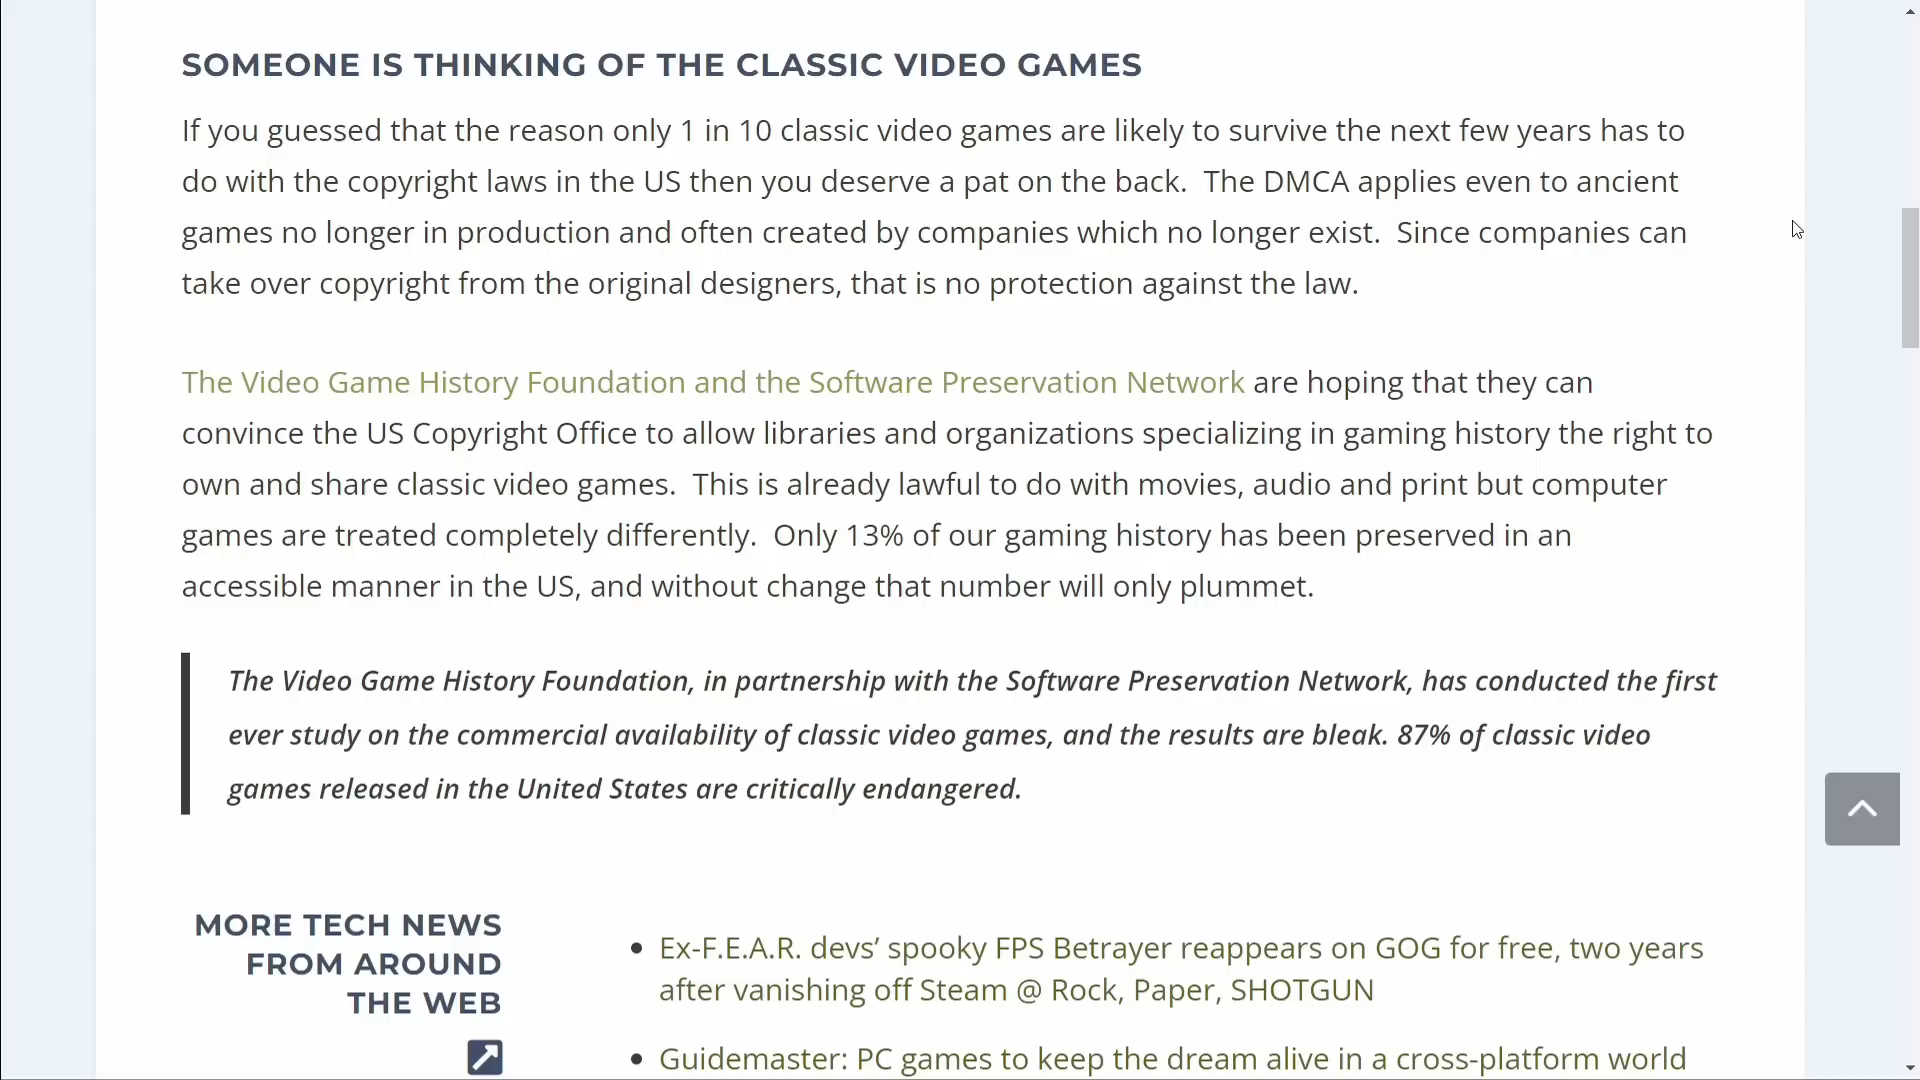 SOMEONE IS THINKING OF THE CLASSIC VIDEO GAMES
If you guessed that the reason only 1 in 10 classic video games are likely to survive the next few years has to
do with the copyright laws in the US then you deserve a pat on the back.  The DMCA applies even to ancient
games no longer in production and often created by companies which no longer exist.  Since companies can
take over copyright from the original designers, that is no protection against the law.
The Video Game History Foundation and the Software Preservation Network are hoping that they can
convince the US Copyright Office to allow libraries and organizations specializing in gaming history the right to
own and share classic video games.  This is already lawful to do with movies, audio and print but computer
games are treated completely differently.  Only 13% of our gaming history has been preserved in an
accessible manner in the US, and without change that number will only plummet.
The Video Game History Foundation, in partnership with the Software Preservation Network, has conducted the first
ever study on the commercial availability of classic video games, and the results are bleak. 87% of classic video
games released in the United States are critically endangered.
MORE TECH NEWS
FROM AROUND
THE WEB
Ex-F.E.A.R. devs’ spooky FPS Betrayer reappears on GOG for free, two years
after vanishing off Steam @ Rock, Paper, SHOTGUN
Guidemaster: PC games to keep the dream alive in a cross-platform world